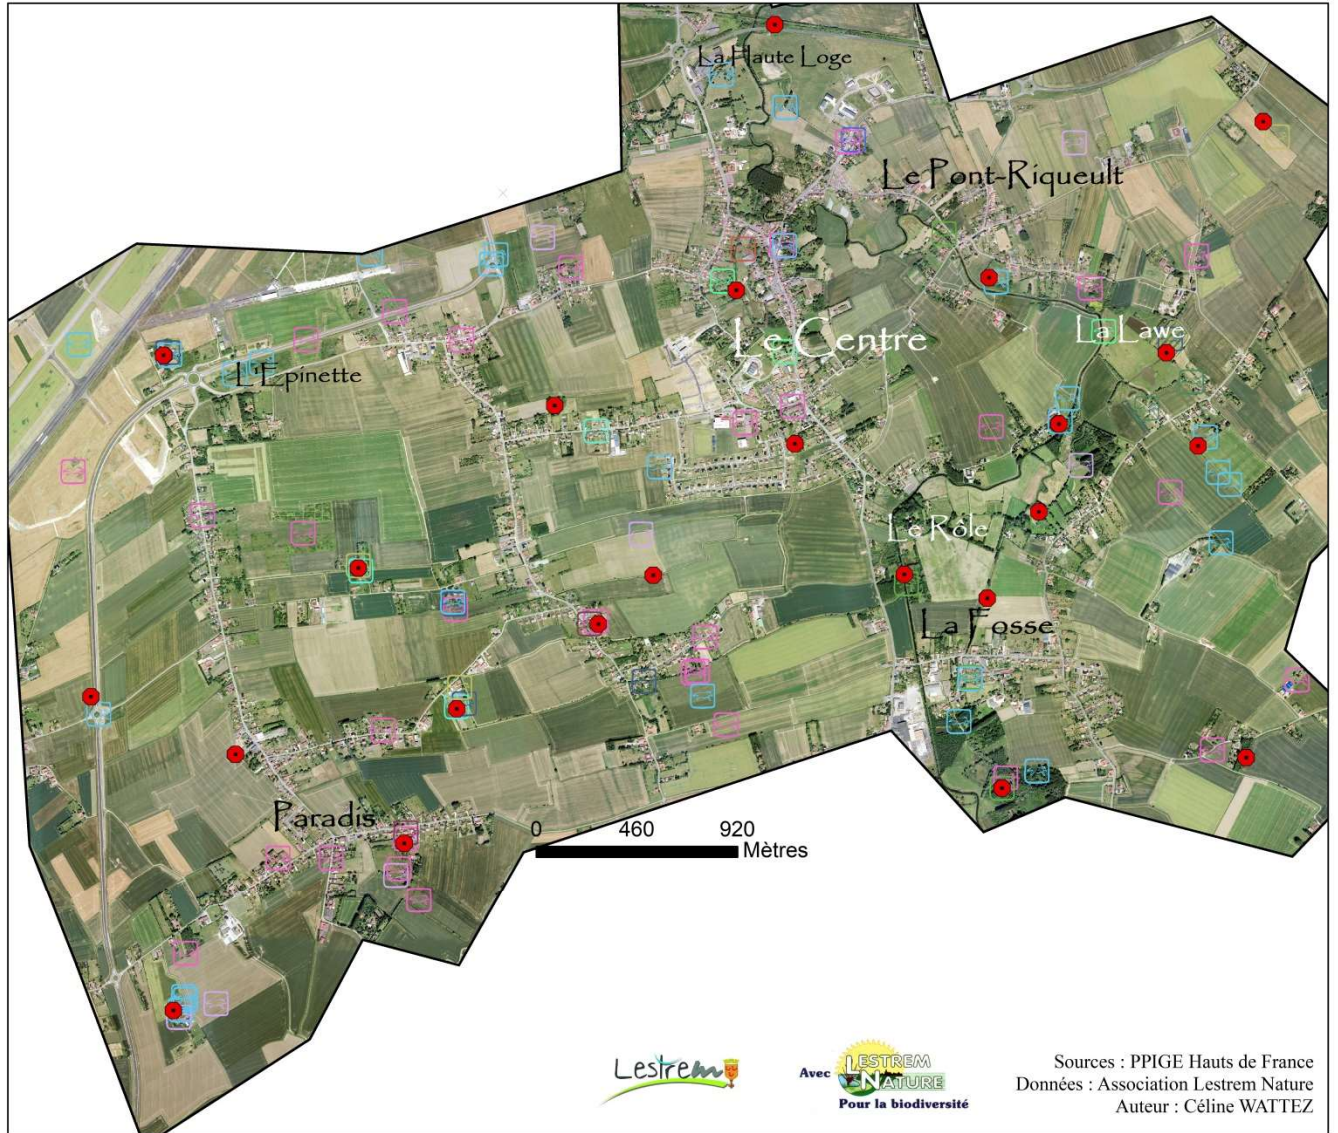 La Haute Loge
Le Pont-Riqueult
Le Centre
La Lawe
L'Epinette
Le Rôle
La Fosse
Paradis
0 460 920
Mètres
Lestrem
Avec LESTREM
NATURE
Pour la biodiversité
Sources : PPIGE Hauts de France
Données : Association Lestrem Nature
Auteur : Céline WATTEZ